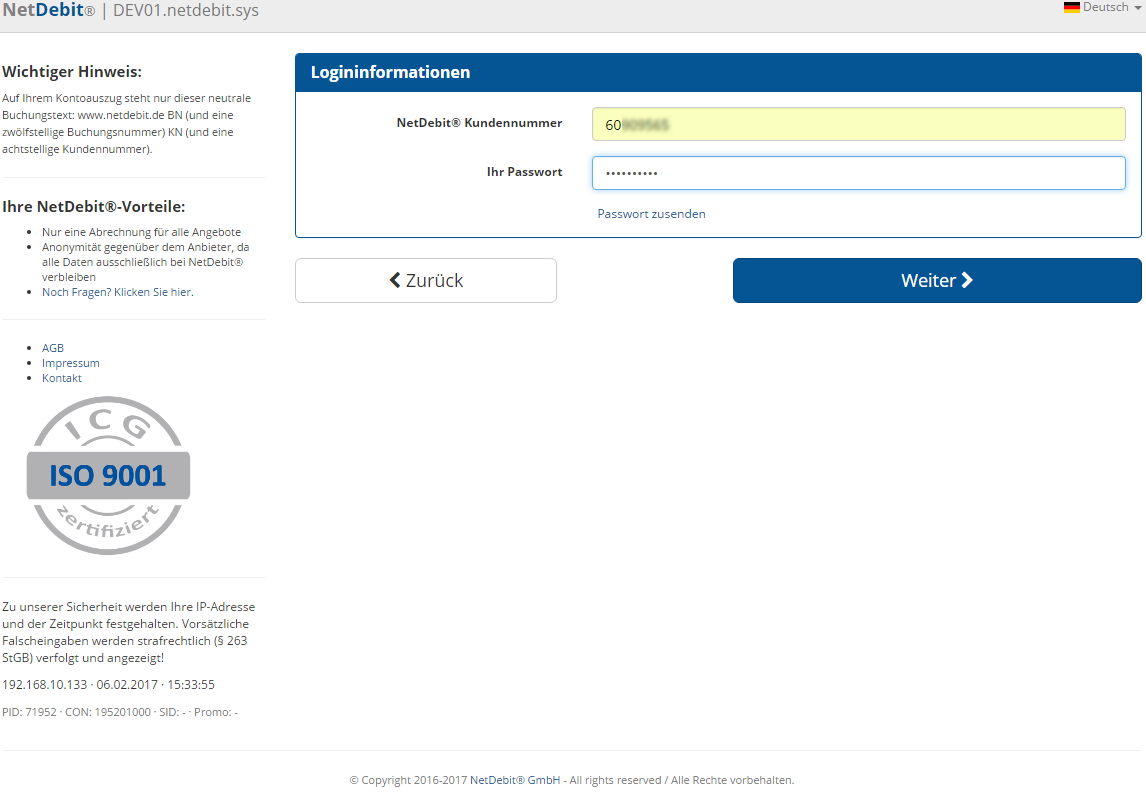 NetDebit® | DEV01.netdebit.sys
Deutsch
Wichtiger Hinweis:
Auf Ihrem Kontoauszug steht nur dieser neutrale
Buchungstext: www.netdebit.de BN (und eine
zwölfstellige Buchungsnummer) KN (und eine
achtstellige Kundennummer).
Ihre NetDebit®-Vorteile:
Nur eine Abrechnung für alle Angebote
Anonymität gegenüber dem Anbieter, da
alle Daten ausschließlich bei NetDebit®
verbleiben
Noch Fragen? Klicken Sie hier.
AGB
Impressum
Kontakt
ICG
ISO 9001
zertifiziert
Zu unserer Sicherheit werden Ihre IP-Adresse
und der Zeitpunkt festgehalten. Vorsätzliche
Falscheingaben werden strafrechtlich (§ 263
StGB) verfolgt und angezeigt!
192.168.10.133 · 06.02.2017 · 15:33:55
PID: 71952 · CON: 195201000 · SID: - · Promo: -
Logininformationen
NetDebit® Kundennummer
60
Ihr Passwort
••••••••••
Passwort zusenden
Zurück
Weiter
© Copyright 2016-2017 NetDebit® GmbH - All rights reserved / Alle Rechte vorbehalten.